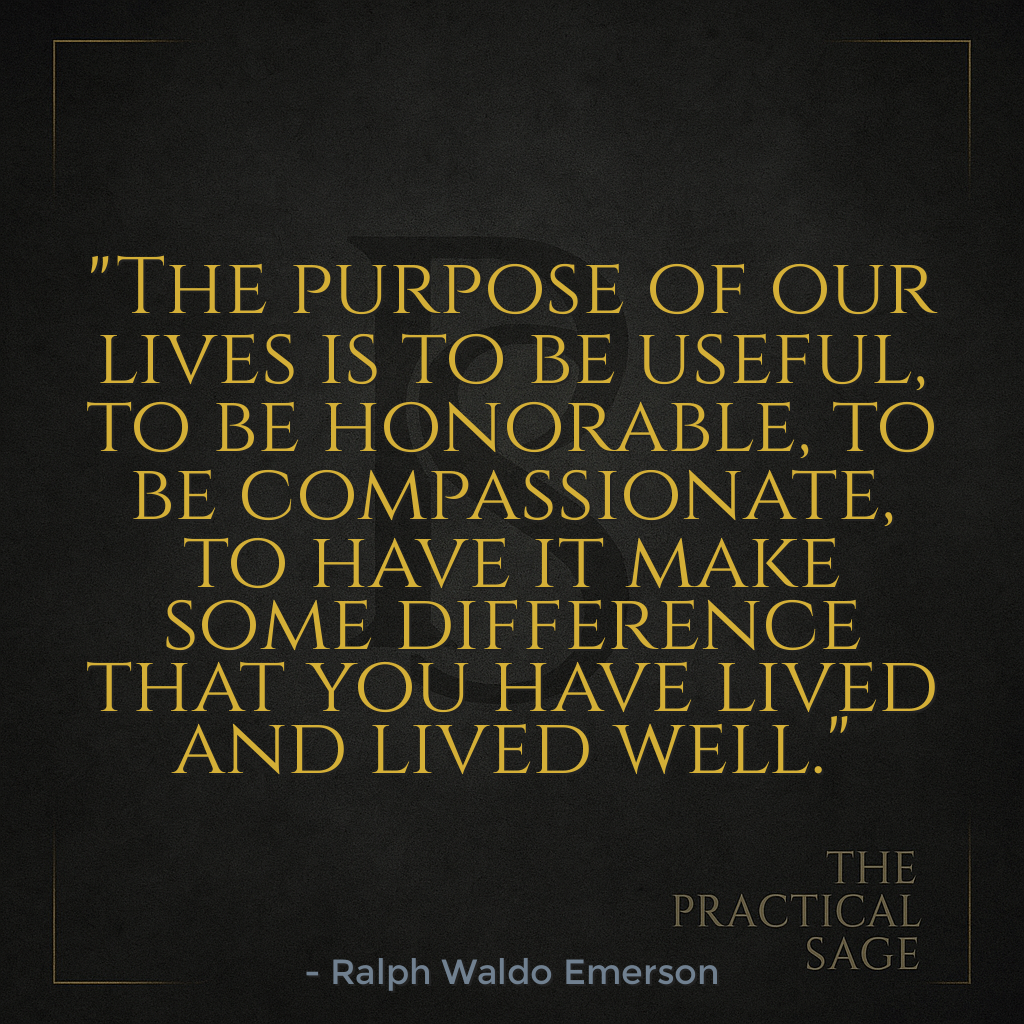 "The purpose of our
lives is to be useful,
to be honorable, to
be compassionate,
to have it make
some difference
that you have lived
and lived well."
THE
PRACTICAL
SAGE
- Ralph Waldo Emerson